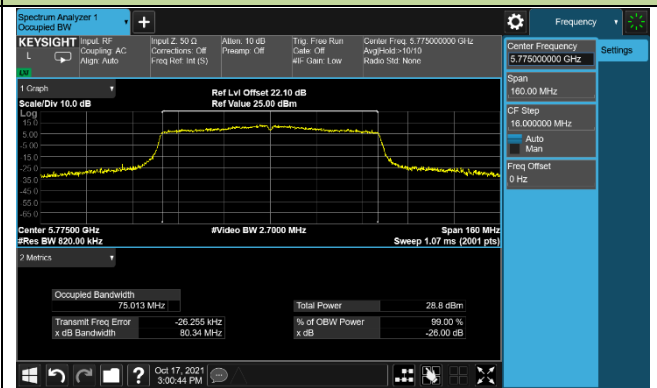 Spectrum Analyzer 1
Occupied BW
Frequency
KEYSIGHT
L
Input: RF
Coupling: AC
Align: Auto
Input Z: 50 Ω
Corrections: Off
Freq Ref: Int (S)
Atten: 10 dB
Preamp: Off
Trig: Free Run
Gate: Off
#IF Gain: Low
Center Freq: 5.775000000 GHz
Avg|Hold:>10/10
Radio Std: None
Center Frequency
5.775000000 GHz
Settings
Span
160.00 MHz
CF Step
16.000000 MHz
Auto
Man
Freq Offset
0 Hz
1 Graph
Scale/Div 10.0 dB
Ref Lvl Offset 22.10 dB
Ref Value 25.00 dBm
Log
15.0
5.00
-5.00
-15.0
-25.0
-35.0
-45.0
-55.0
-65.0
Center 5.77500 GHz
#Video BW 2.7000 MHz
Span 160 MHz
#Res BW 820.00 kHz
Sweep 1.07 ms (2001 pts)
2 Metrics
Occupied Bandwidth
75.013 MHz
Total Power
28.8 dBm
Transmit Freq Error
-26.255 kHz
% of OBW Power
99.00 %
x dB Bandwidth
80.34 MHz
x dB
-26.00 dB
?
Oct 17, 2021
3:00:44 PM